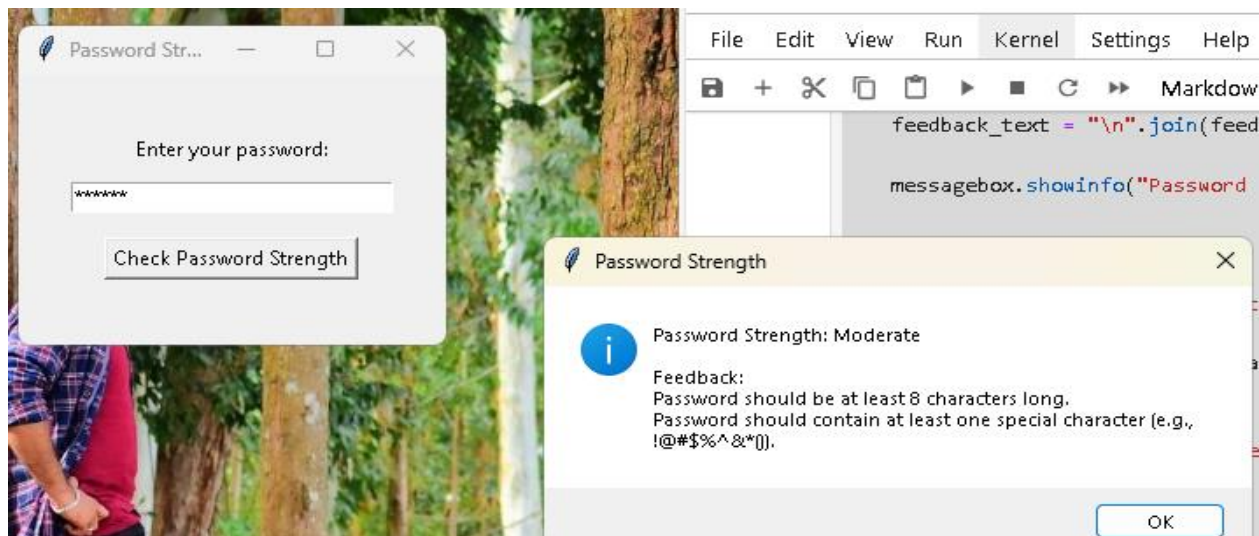 Password Str...
Enter your password:
******
Check Password Strength
File Edit View Run Kernel Settings Help
feedback_text = "\n".join(feed
messagebox.showinfo("Password
Password Strength
Password Strength: Moderate
Feedback:
Password should be at least 8 characters long.
Password should contain at least one special character (e.g.,
!@#$%^&*()).
OK